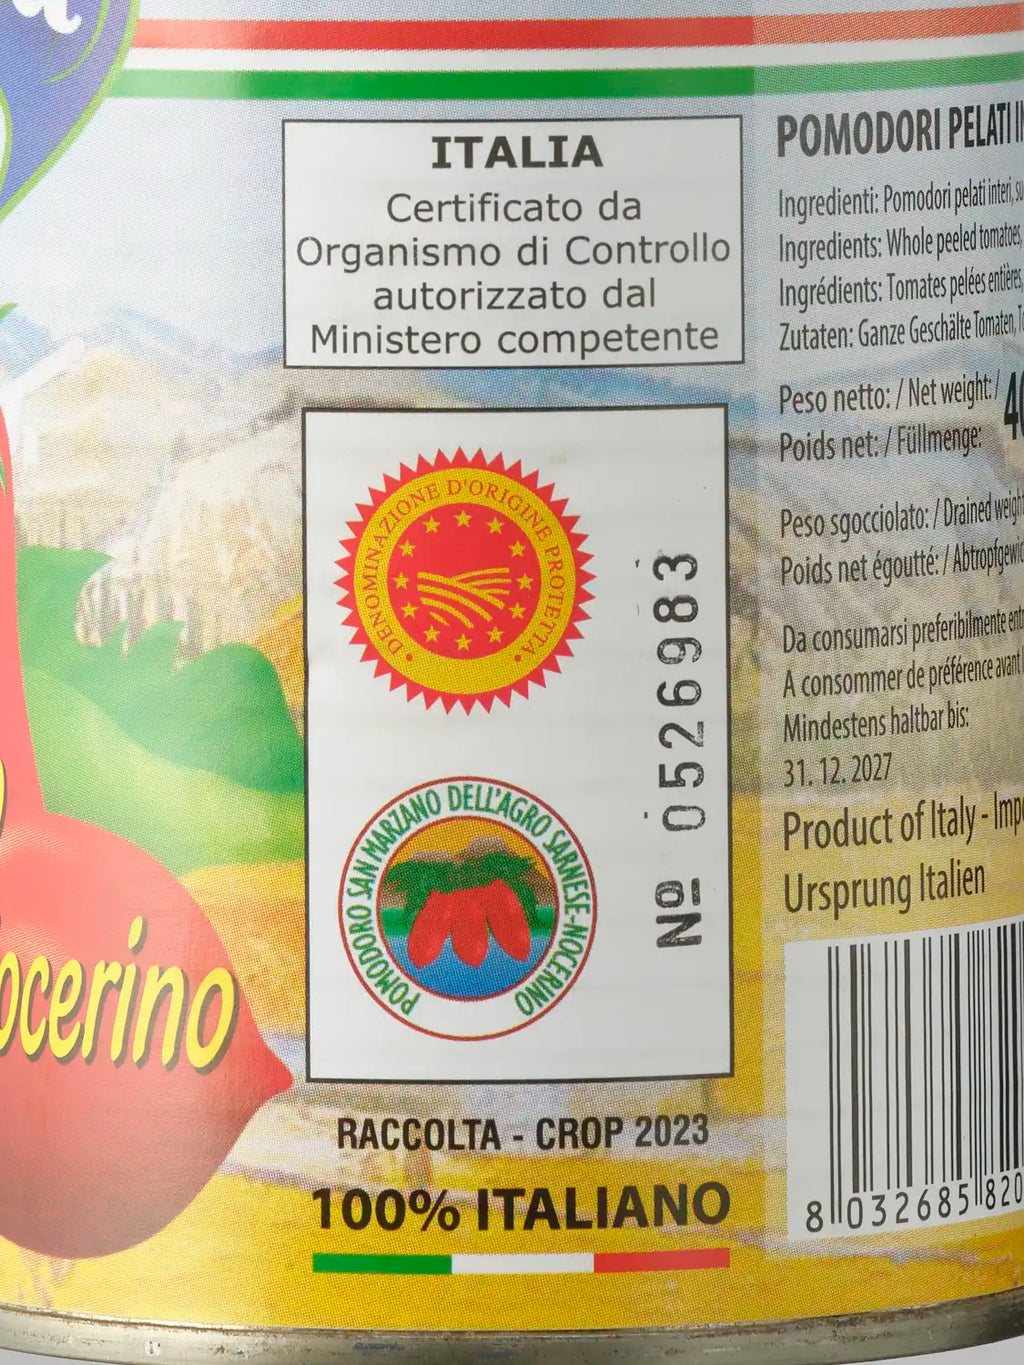 ITALIA
Certificato da
Organismo di Controllo
autorizzato dal
Ministero competente
DENOMINAZIONE D'ORIGINE PROTETTA
POMODORO SAN MARZANO DELL'AGRO SARNESE-NOCERINO
Nº 0526983
RACCOLTA - CROP 2023
100% ITALIANO
ocerino
POMODORI PELATI
Ingredienti: Pomodori pelati interi,
Ingredients: Whole peeled tomatoes,
Ingrédients: Tomates pelées entières,
Zutaten: Ganze Geschälte Tomaten,
Peso netto: / Net weight: /
Poids net: / Füllmenge:
Peso sgocciolato: / Drained weight
Poids net égoutté: / Abtropfgewic
Da consumarsi preferibilmente ent
A consommer de préférence avant
Mindestens haltbar bis:
31. 12. 2027
Product of Italy - Imp
Ursprung Italien
8 032685 820